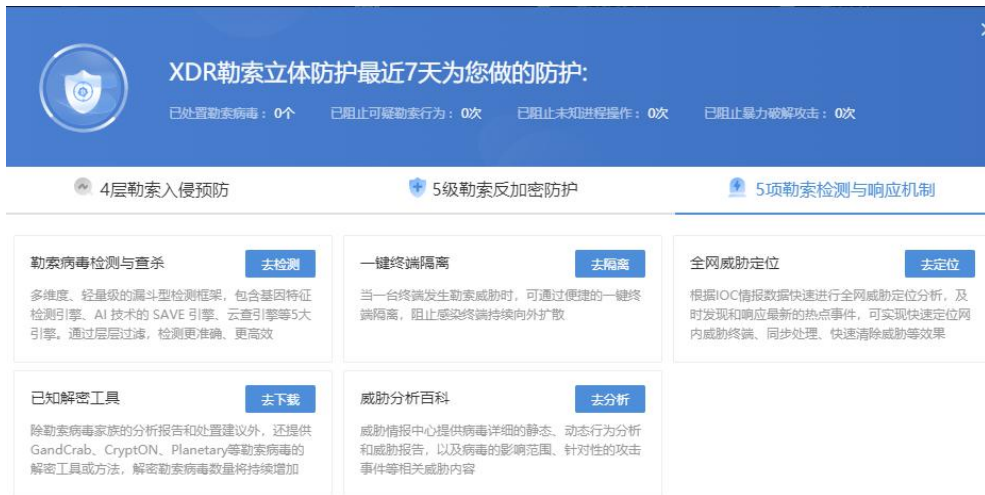 XDR勒索立体防护最近7天为您做的防护:
已处置勒索病毒: 0个 已阻止可疑勒索行为: 0次 已阻止未知进程操作: 0次 已阻止暴力破解攻击: 0次
4层勒索入侵预防 5级勒索反加密防护 5项勒索检测与响应机制
勒索病毒检测与查杀 去检测
多维度、轻量级的漏斗型检测框架，包含基因特征
检测引擎、AI 技术的 SAVE 引擎、云查引擎等5大
引擎。通过层层过滤，检测更准确、更高效
一键终端隔离 去隔离
当一台终端发生勒索威胁时，可通过便捷的一键终
端隔离，阻止感染终端持续向外扩散
全网威胁定位 去定位
根据IOC情报数据快速进行全网威胁定位分析，及
时发现和响应最新的热点事件，可实现快速定位网
内威胁终端、同步处理、快速清除威胁等效果
已知解密工具 去下载
除勒索病毒家族的分析报告和处置建议外，还提供
GandCrab、CryptON、Planetary等勒索病毒的
解密工具或方法，解密勒索病毒数量将持续增加
威胁分析百科 去分析
威胁情报中心提供病毒详细的静态、动态行为分析
和威胁报告，以及病毒的影响范围、针对性的攻击
事件等相关威胁内容